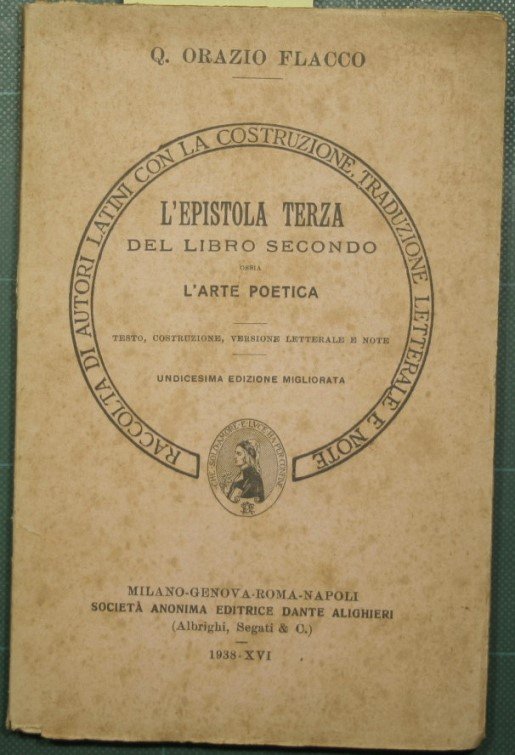 Q. ORAZIO FLACCO
RACCOLTA DI AUTORI LATINI CON LA COSTRUZIONE, TRADUZIONE LETTERALE E NOTE
L'EPISTOLA TERZA
DEL LIBRO SECONDO
OSSIA
L'ARTE POETICA
TESTO, COSTRUZIONE, VERSIONE LETTERALE E NOTE
UNDICESIMA EDIZIONE MIGLIORATA
MILANO-GENOVA-ROMA-NAPOLI
SOCIETÀ ANONIMA EDITRICE DANTE ALIGHIERI
(Albrighi, Segati & C.)
1938-XVI